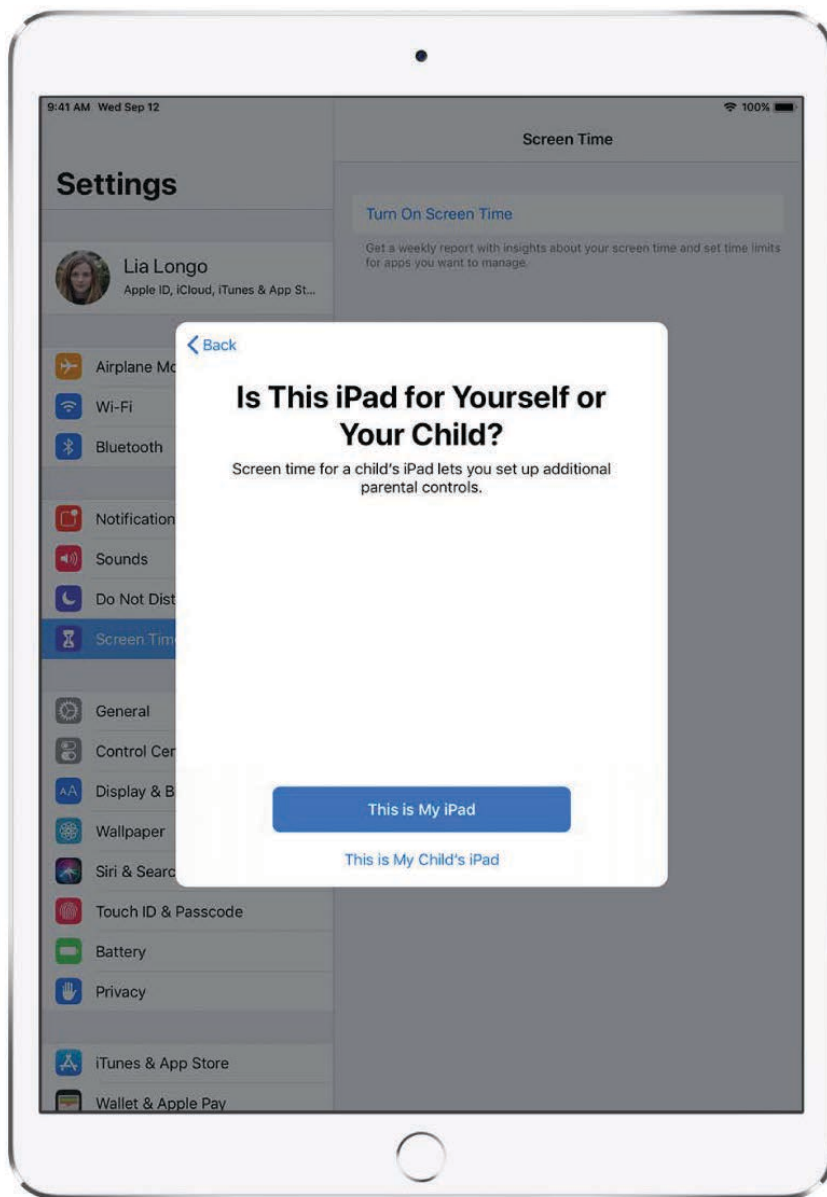 9:41 AM Wed Sep 12
100%
Screen Time
Settings
Turn On Screen Time
Get a weekly report with insights about your screen time and set time limits
for apps you want to manage.
Lia Longo
Apple ID, iCloud, iTunes & App St...
Back
Is This iPad for Yourself or
Your Child?
Screen time for a child's iPad lets you set up additional
parental controls.
Airplane Mo
Wi-Fi
Bluetooth
Notification
Sounds
Do Not Dist
Screen Tim
General
Control Cen
AA Display & B
Wallpaper
Siri & Searc
This is My iPad
This is My Child's iPad
Touch ID & Passcode
Battery
Privacy
iTunes & App Store
Wallet & Apple Pay